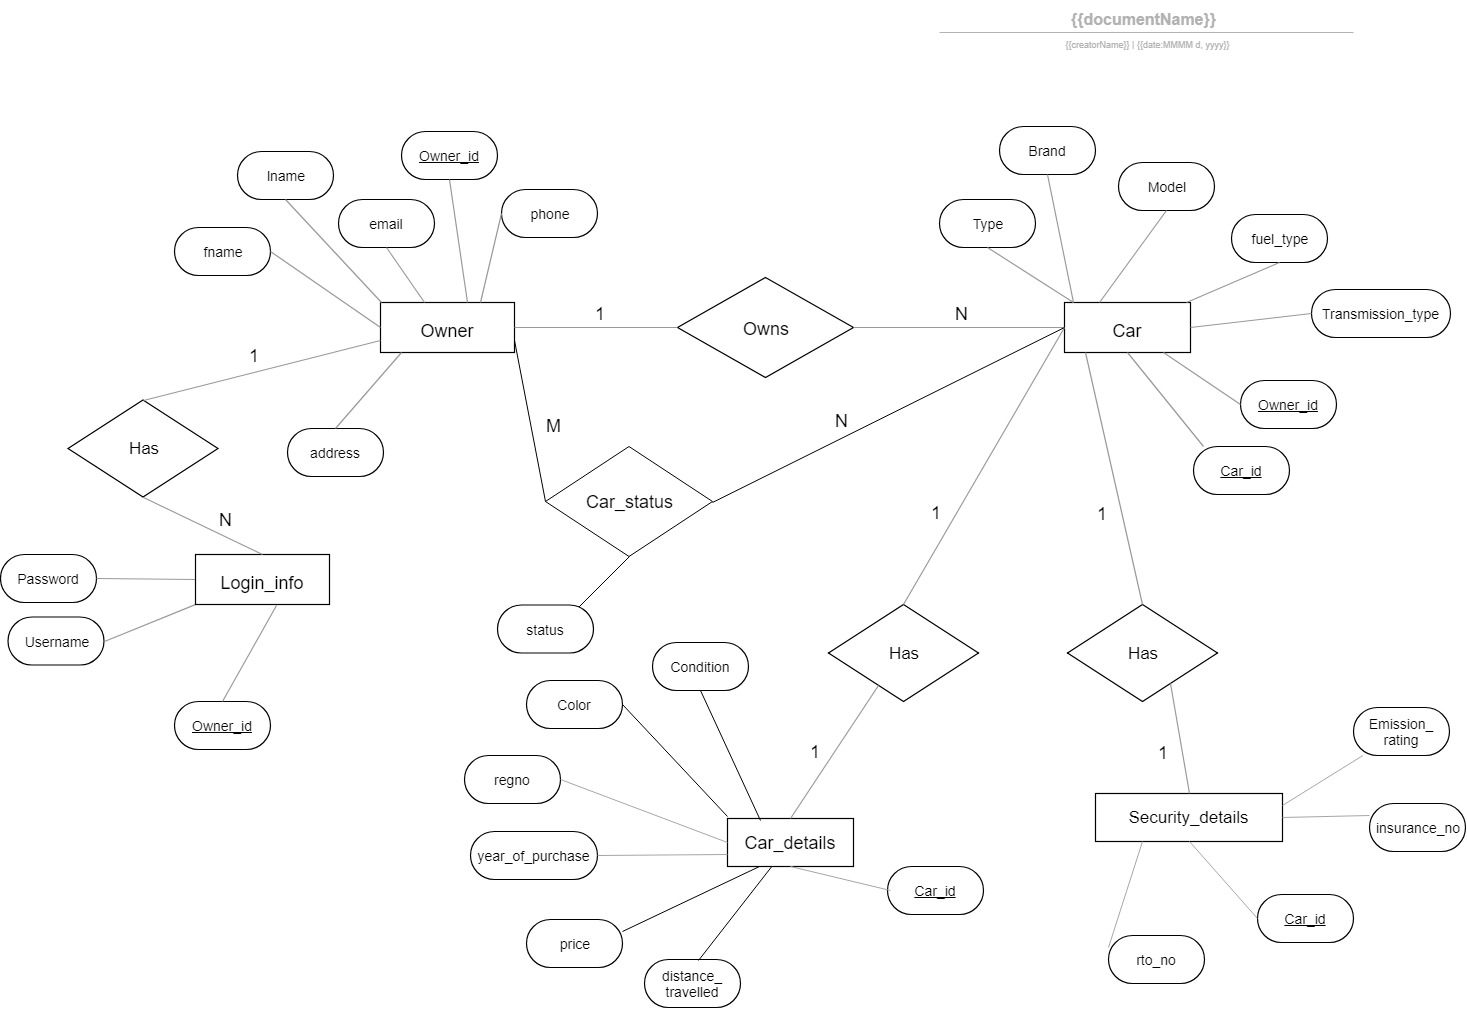 {{documentName}}
{{creatorName}} | {{date:MMMM d, yyyy}}
Owner_id
lname
phone
email
fname
Brand
Model
Type
fuel_type
Transmission_type
Owner
1
Owns
N
Car
1
Has
address
M
Car_status
N
Owner_id
Car_id
N
Login_info
Password
Username
Owner_id
status
1
1
Has
Has
Condition
Color
regno
year_of_purchase
price
distance_
travelled
1
Car_details
Car_id
1
Security_details
Emission_
rating
insurance_no
Car_id
rto_no